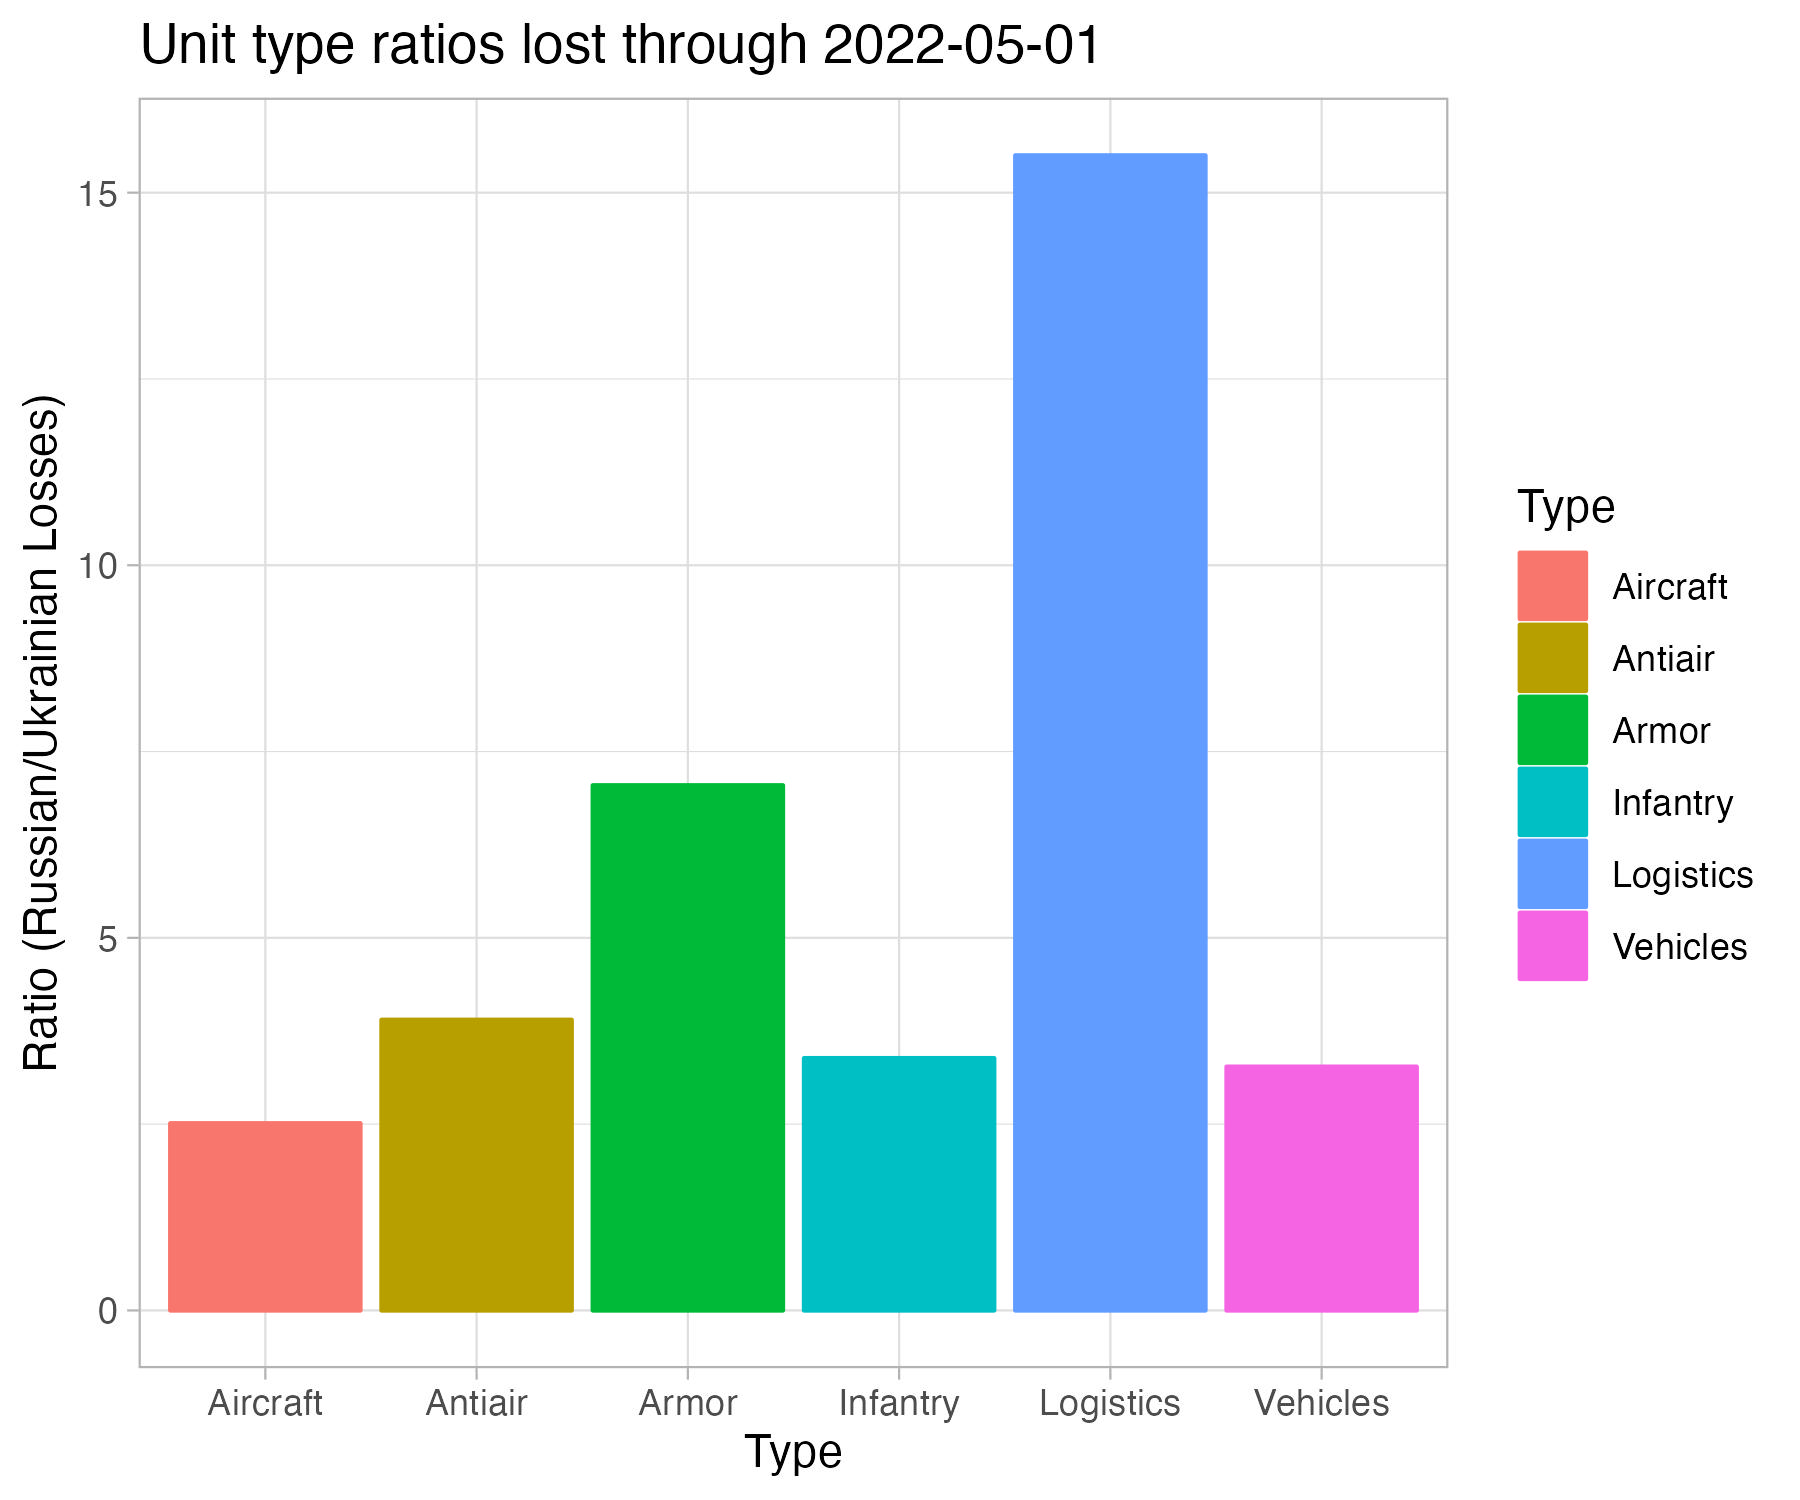 Unit type ratios lost through 2022-05-01
Ratio (Russian/Ukrainian Losses)
15
10
5
0
Aircraft
Antiair
Armor
Infantry
Logistics
Vehicles
Type
Type
Aircraft
Antiair
Armor
Infantry
Logistics
Vehicles